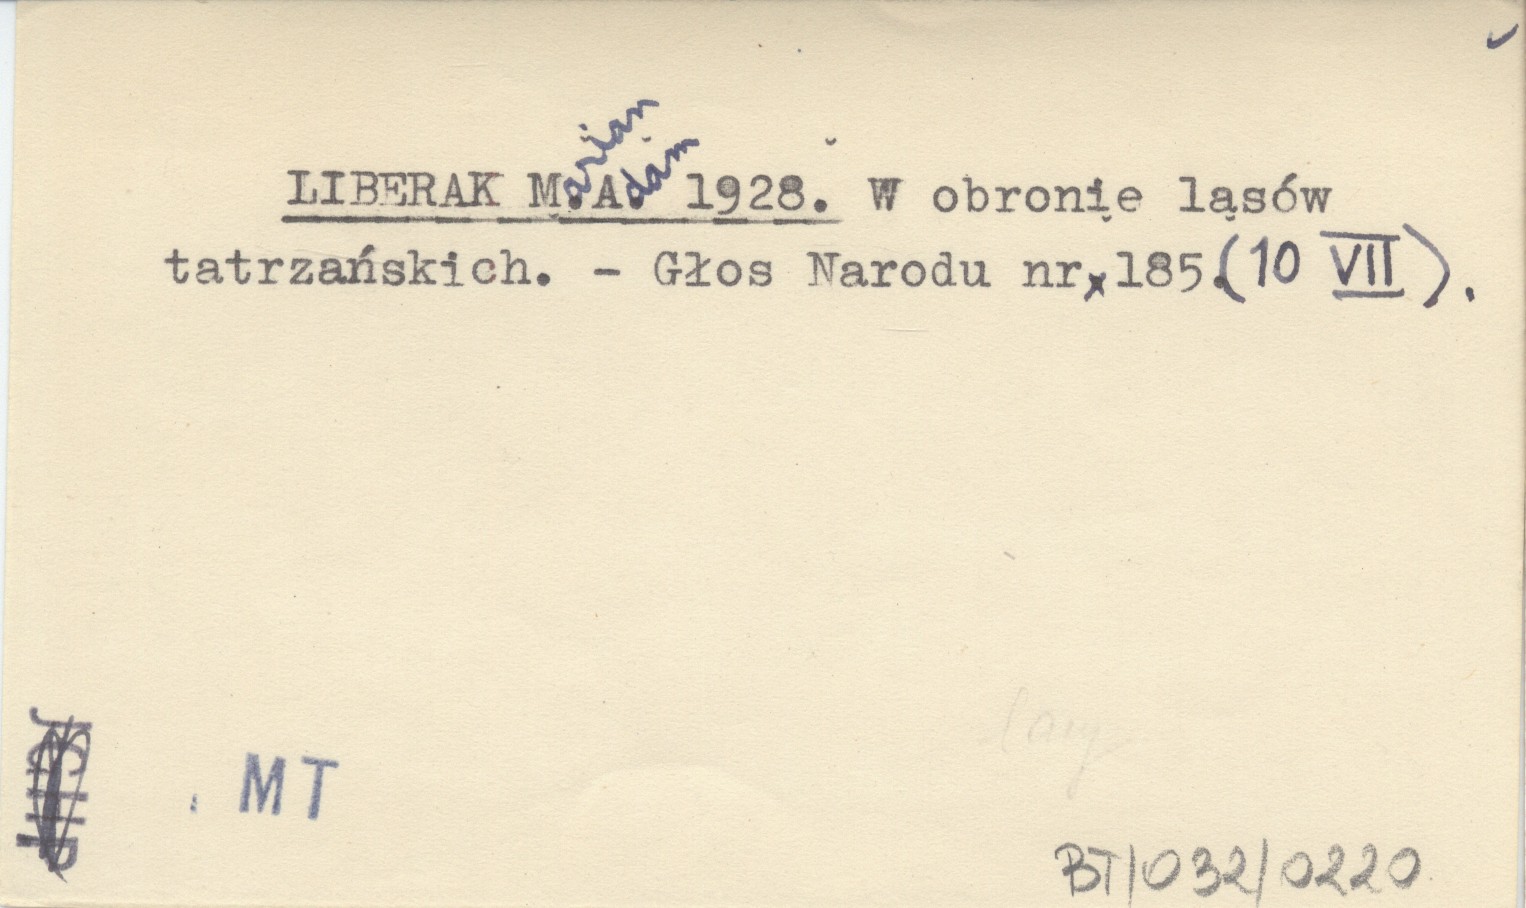 LIBERAK Marian Adam 1928. W obronie lasów
tatrzańskich. - Głos Narodu nr 185 (10 VII).
MT
BT/032/0220